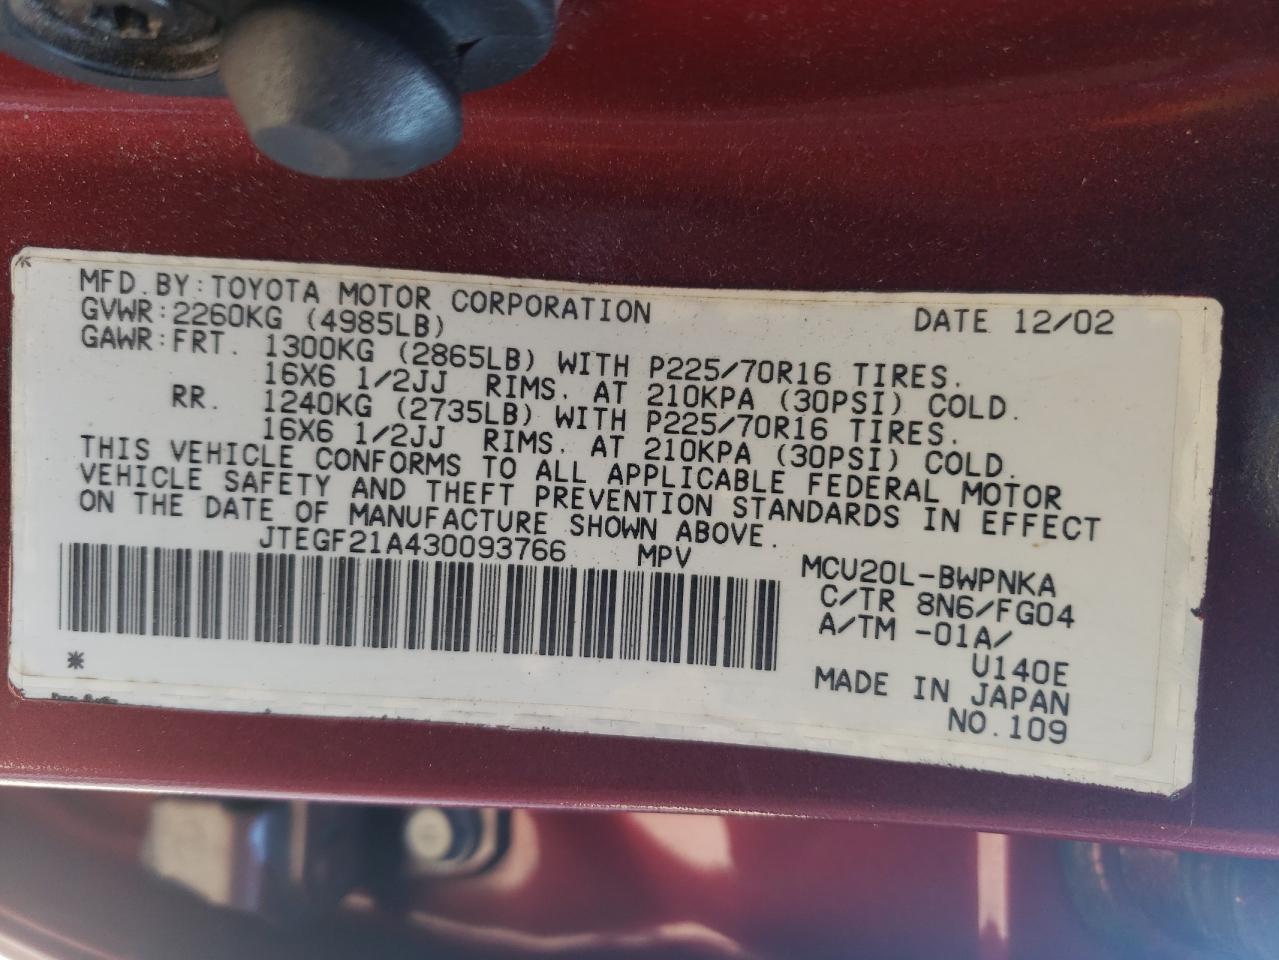 MFD.BY:TOYOTA MOTOR CORPORATION DATE 12/02
GVWR:2260KG (4985LB)
GAWR:FRT. 1300KG (2865LB) WITH P225/70R16 TIRES.
16X6 1/2JJ RIMS. AT 210KPA (30PSI) COLD.
RR. 1240KG (2735LB) WITH P225/70R16 TIRES.
16X6 1/2JJ RIMS. AT 210KPA (30PSI) COLD.
THIS VEHICLE CONFORMS TO ALL APPLICABLE FEDERAL MOTOR
VEHICLE SAFETY AND THEFT PREVENTION STANDARDS IN EFFECT
ON THE DATE OF MANUFACTURE SHOWN ABOVE.
JTEGF21A430093766 MPV
MCU20L-BWPNKA
C/TR 8N6/FG04
A/TM -01A/
U140E
*
MADE IN JAPAN
NO.109